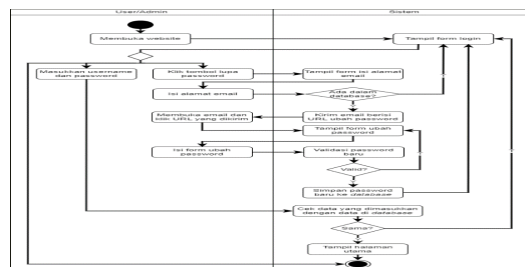 User/Admin
Sistem
Membuka website
Tampil form login
Masukkan username
dan password
Klik tombol lupa
password
Tampil form isi alamat
email
Isi alamat email
Ada dalam
database?
Membuka email dan
klik URL yang dikirim
Kirim email berisi
URL ubah password
Tampil form ubah
password
Isi form ubah
password
Validasi password
baru
Valid?
Simpan password
baru ke database
Cek data yang dimasukkan
dengan data di database
Sama?
Tampil halaman
utama